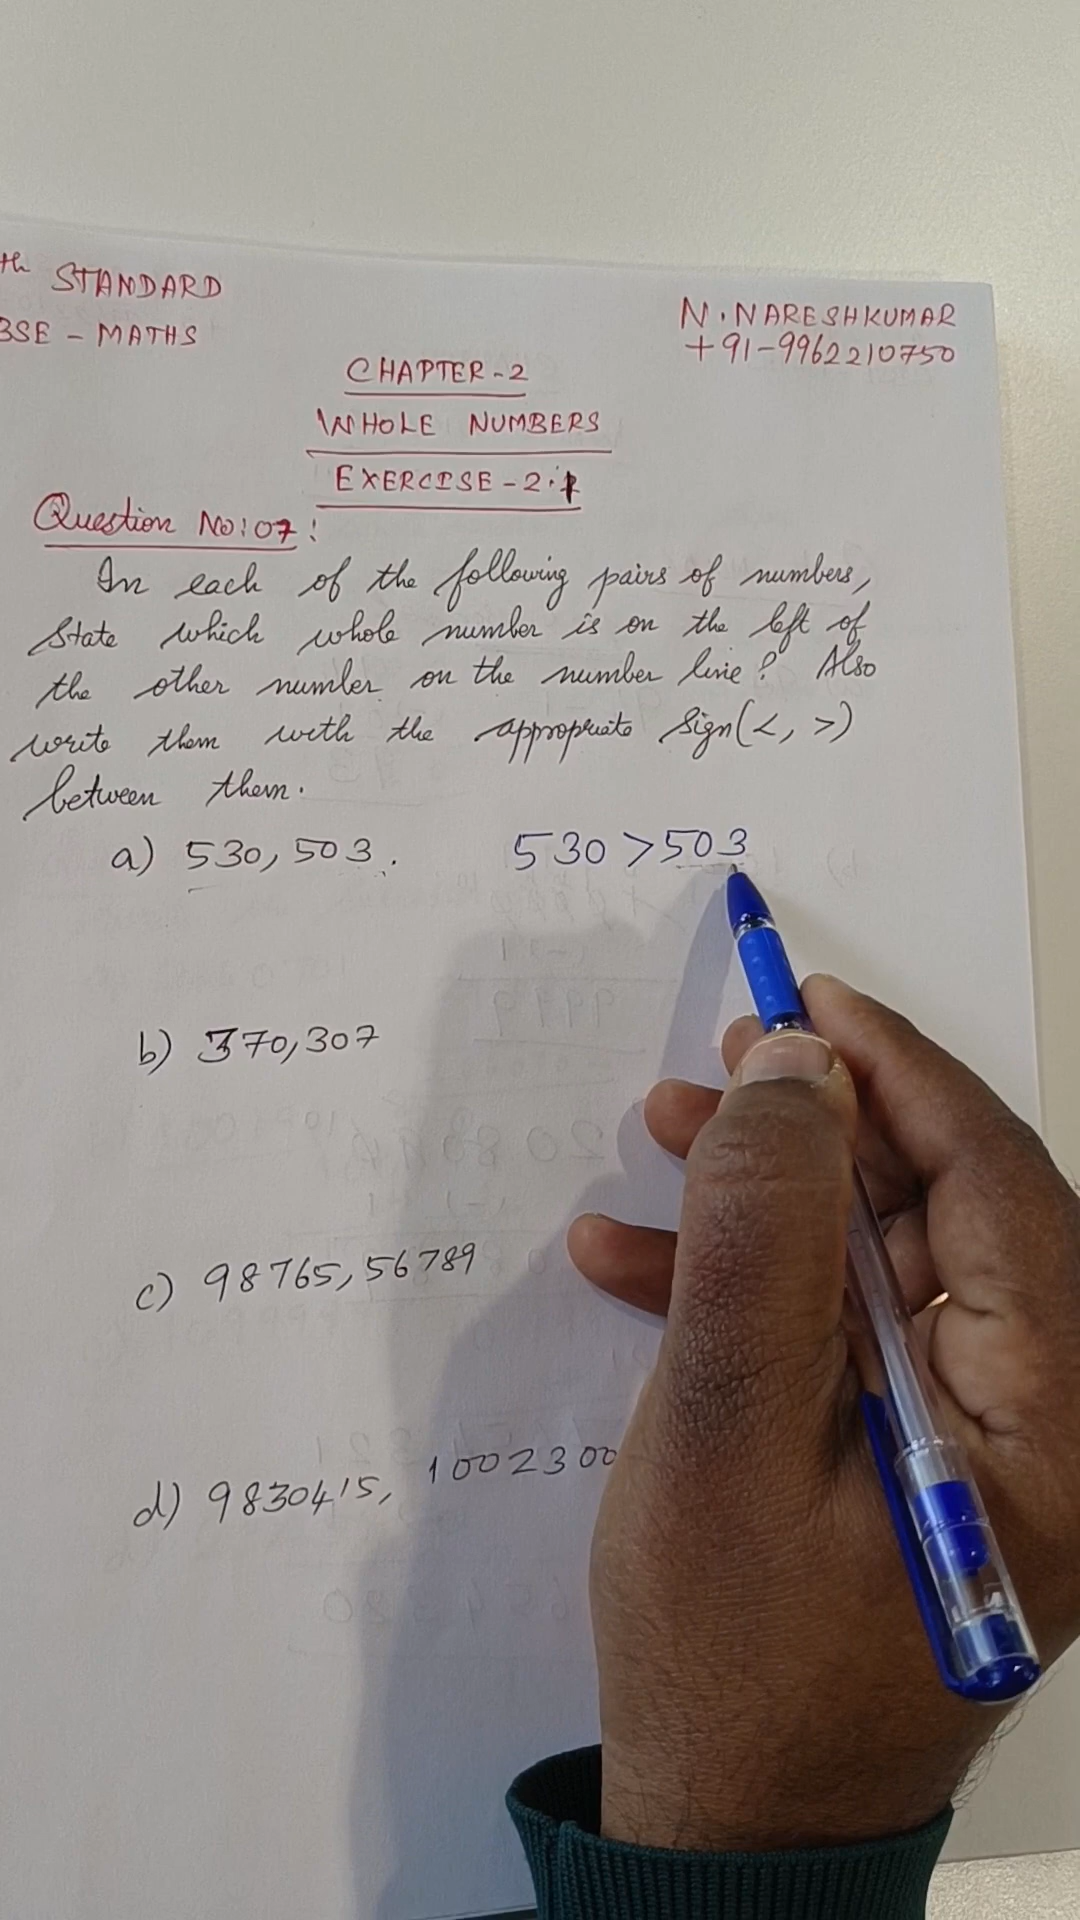 th STANDARD
BSE - MATHS
N. NARESHKUMAR
+91-9962210750
CHAPTER-2
WHOLE NUMBERS
EXERCISE-2.1
Question No:07:
In each of the following pairs of numbers,
State which whole number is on the left of
the other number on the number line? Also
write them with the appropriate Sign(<, >)
between them.
a) 530, 503. 530 > 503
b) 370, 307
c) 98765, 56789
d) 9830415, 1002300